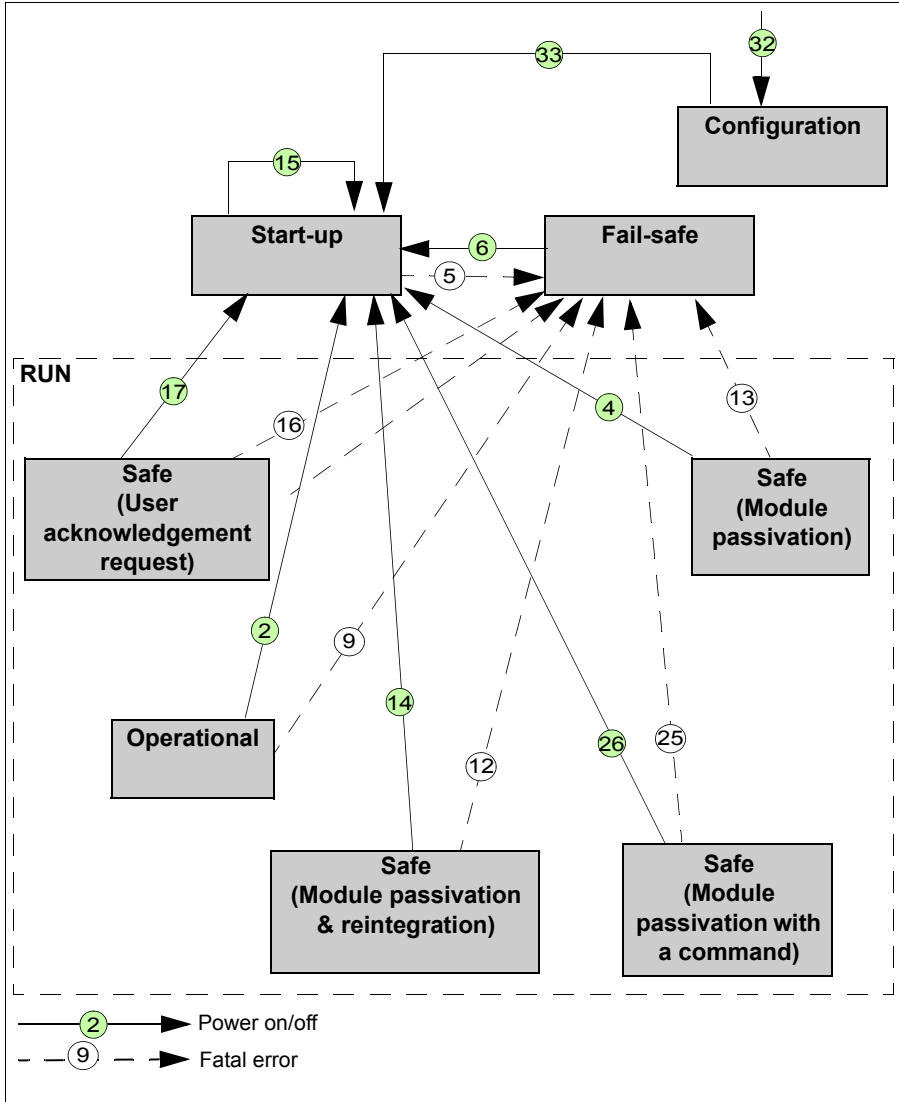 32
33
Configuration
15
Start-up
6
5
Fail-safe
RUN
17
16
4
13
Safe
(User
acknowledgement
request)
Safe
(Module
passivation)
2
9
14
26
25
12
Operational
Safe
(Module passivation
& reintegration)
Safe
(Module
passivation with
a command)
2 Power on/off
9 Fatal error